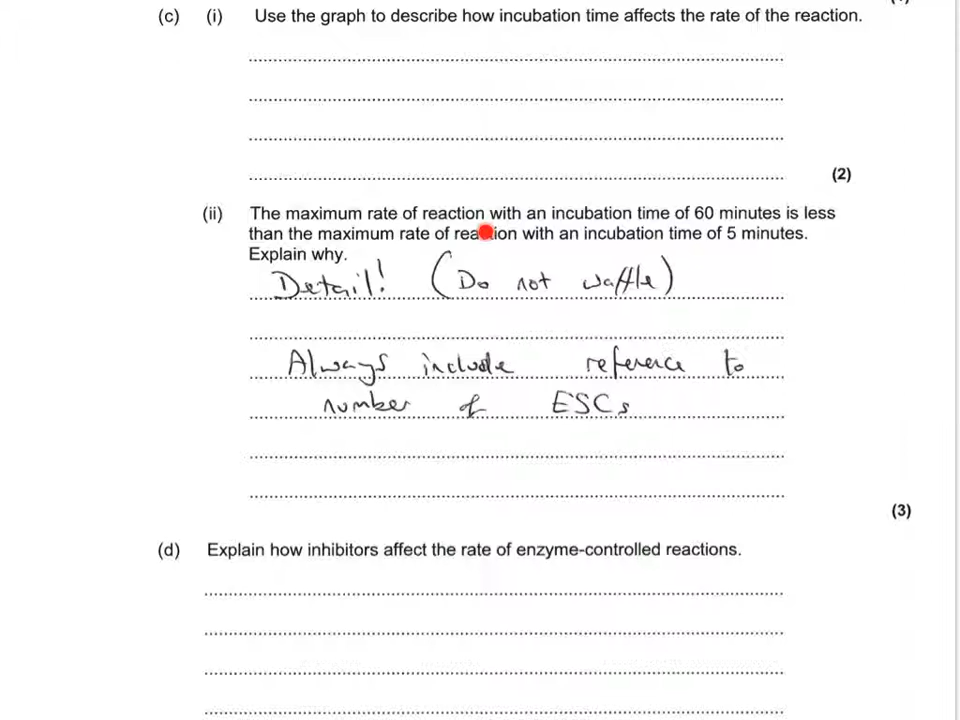 (c) (i) Use the graph to describe how incubation time affects the rate of the reaction.
(2)
(ii) The maximum rate of reaction with an incubation time of 60 minutes is less
than the maximum rate of reaction with an incubation time of 5 minutes.
Explain why.
Detail! (Do not waffle)
Always include reference to
number of ESCs
(3)
(d) Explain how inhibitors affect the rate of enzyme-controlled reactions.